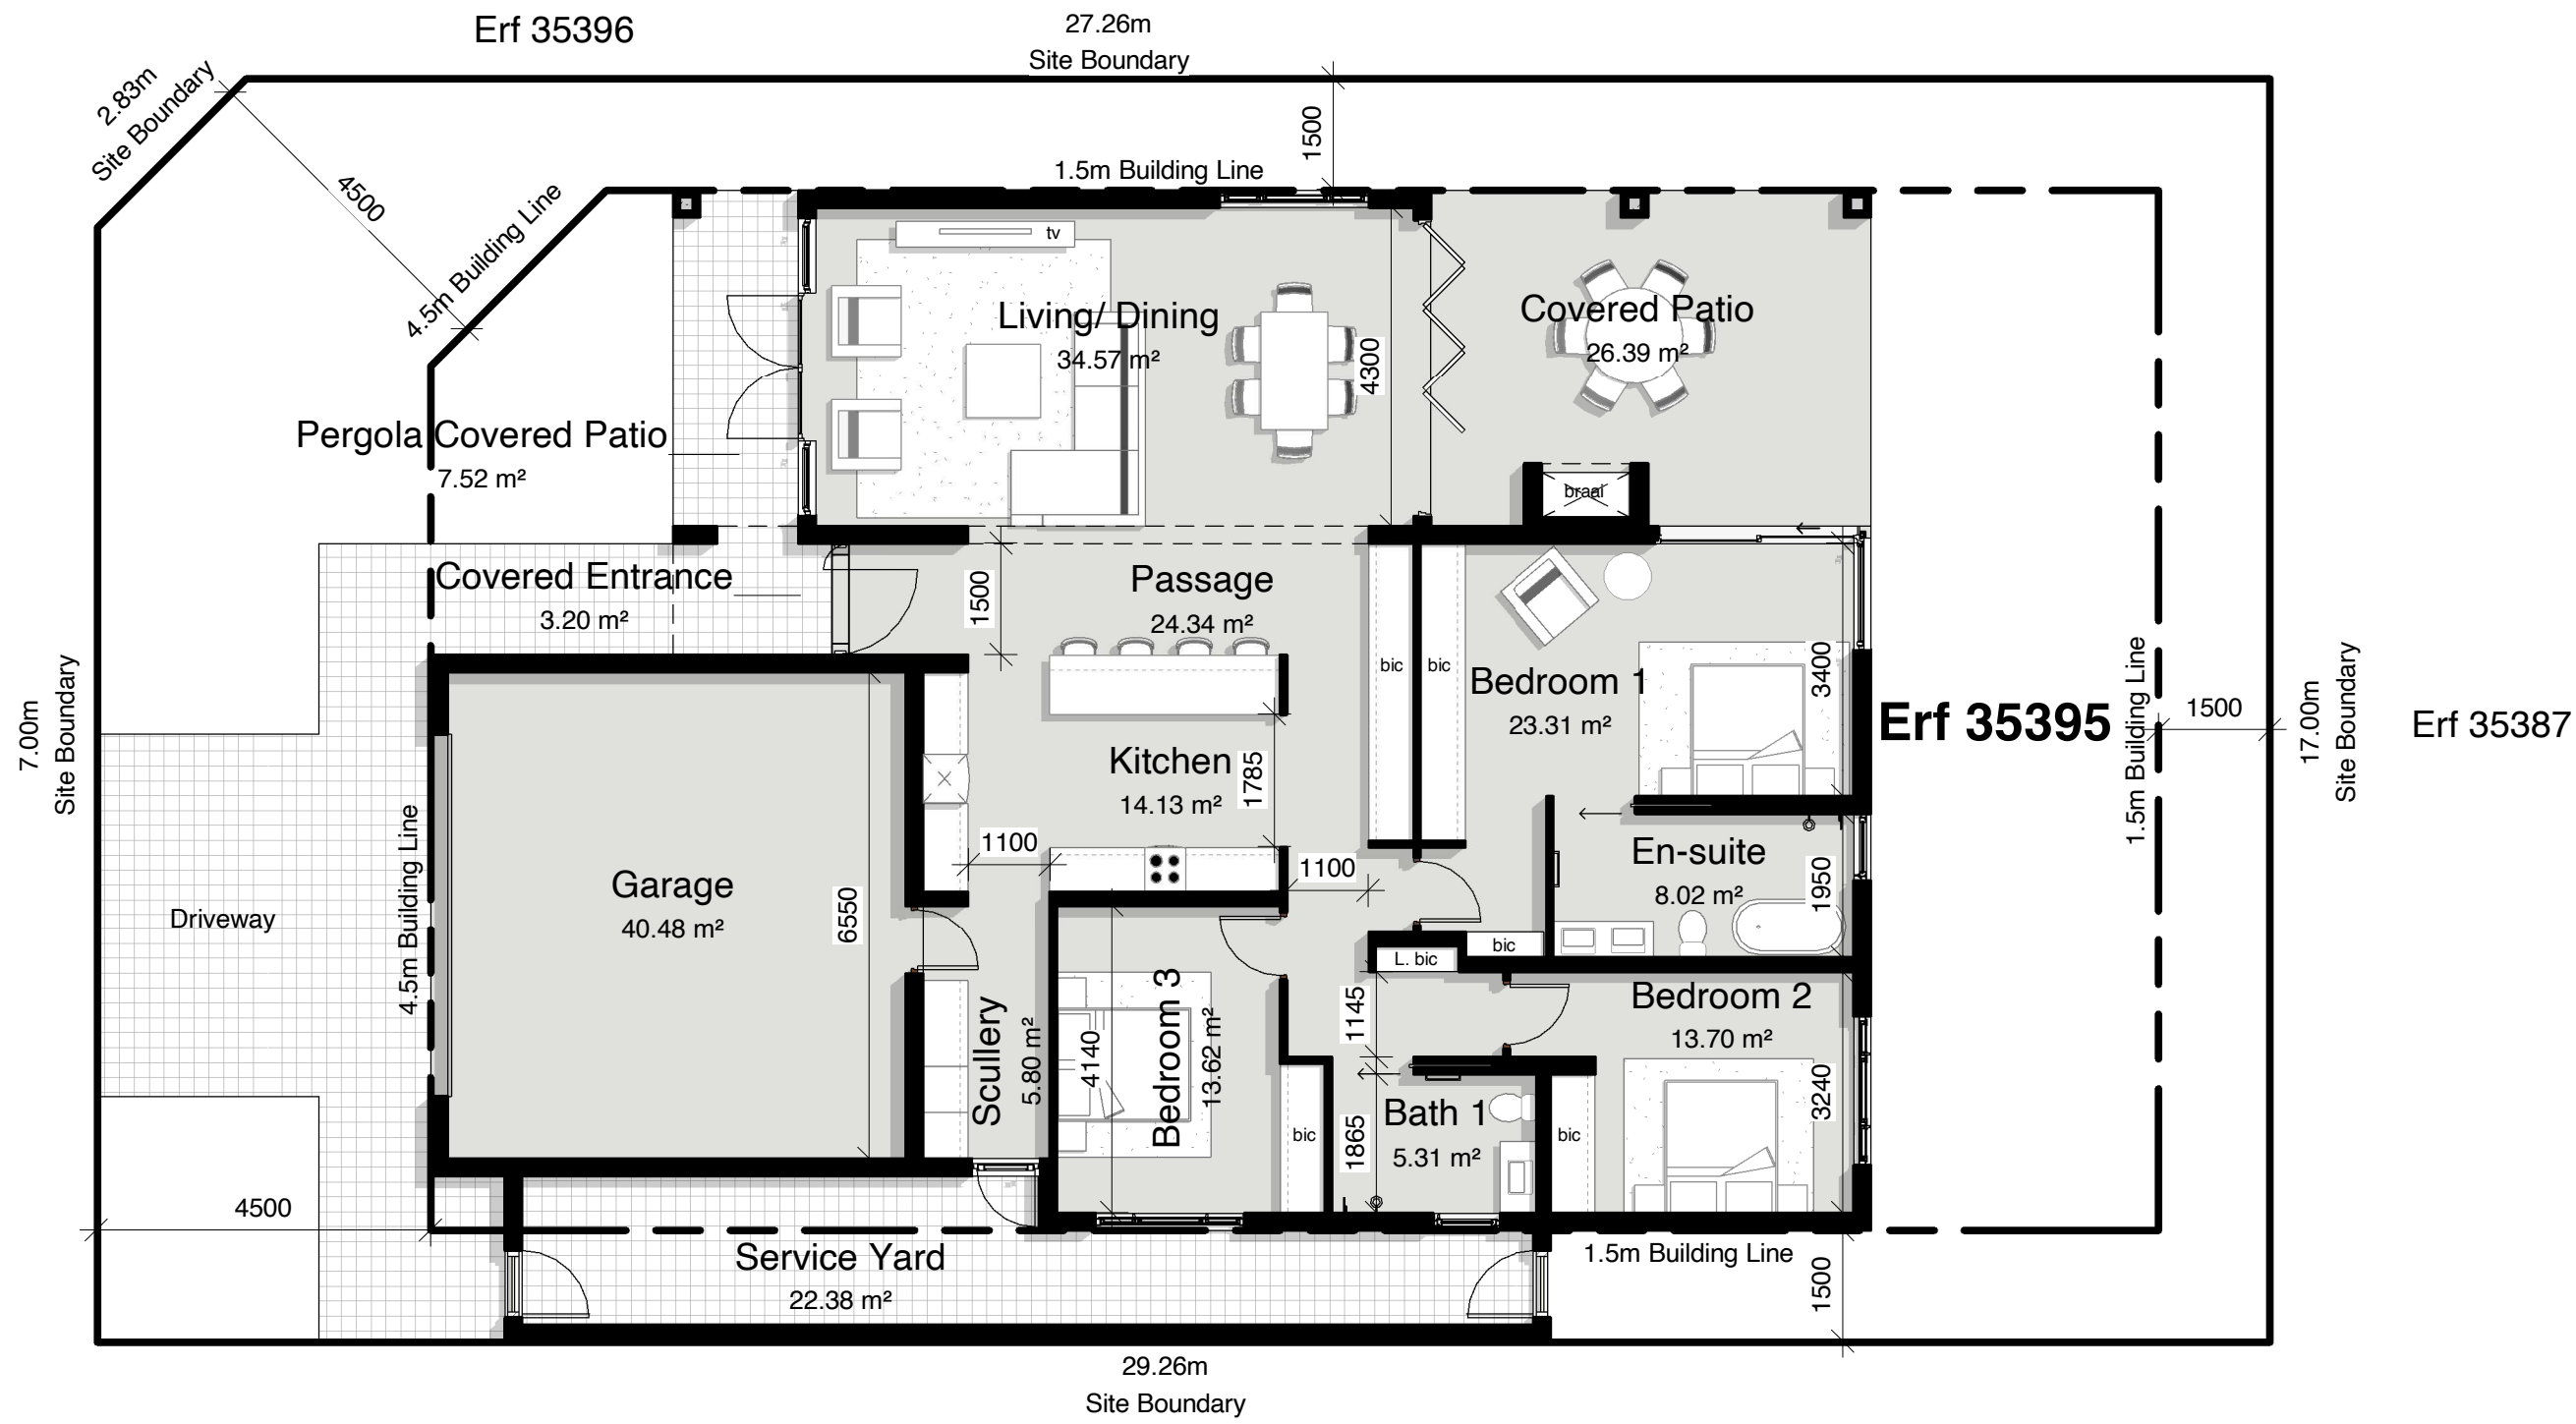 Erf 35396
27.26m
Site Boundary
2.83m
Site Boundary
4500
4.5m Building Line
1500
1.5m Building Line
tv
Living/ Dining
34.57 m²
4300
Covered Patio
26.39 m²
braai
Pergola Covered Patio
7.52 m²
Covered Entrance
3.20 m²
1500
Passage
24.34 m²
bic
bic
Bedroom 1
23.31 m²
3400
Erf 35395
1.5m Building Line
1500
17.00m
Site Boundary
Erf 35387
7.00m
Site Boundary
Kitchen
14.13 m²
1785
1100
1100
En-suite
8.02 m²
1950
Driveway
4.5m Building Line
Garage
40.48 m²
6550
bic
L. bic
Scullery
5.80 m²
4140
Bedroom 3
13.62 m²
1145
Bedroom 2
13.70 m²
3240
bic
1865
Bath 1
5.31 m²
bic
4500
Service Yard
22.38 m²
1.5m Building Line
1500
29.26m
Site Boundary